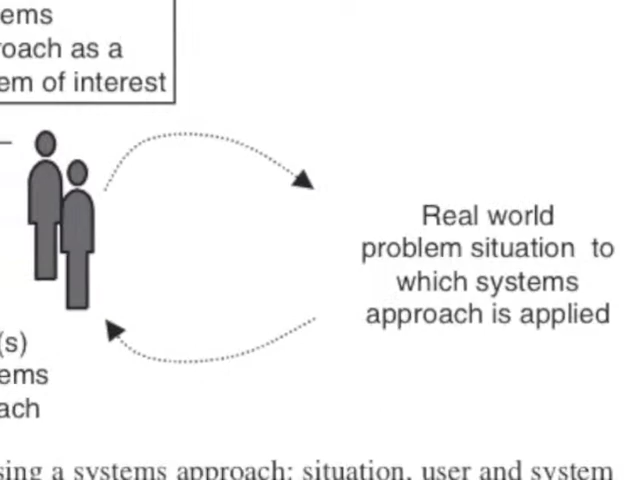 ems
roach as a
em of interest
Real world
problem situation to
which systems
approach is applied
(s)
ems
ach
sing a systems approach: situation, user and system